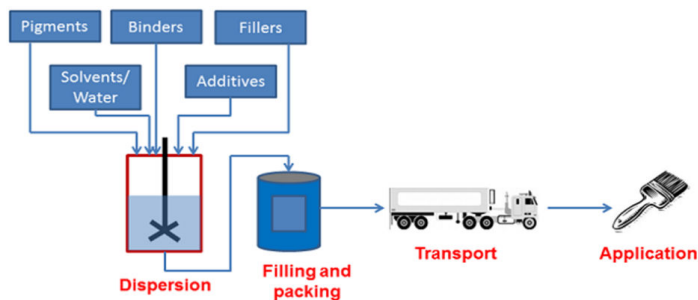 Pigments
Binders
Fillers
Solvents/
Water
Additives
Dispersion
Filling and
packing
Transport
Application